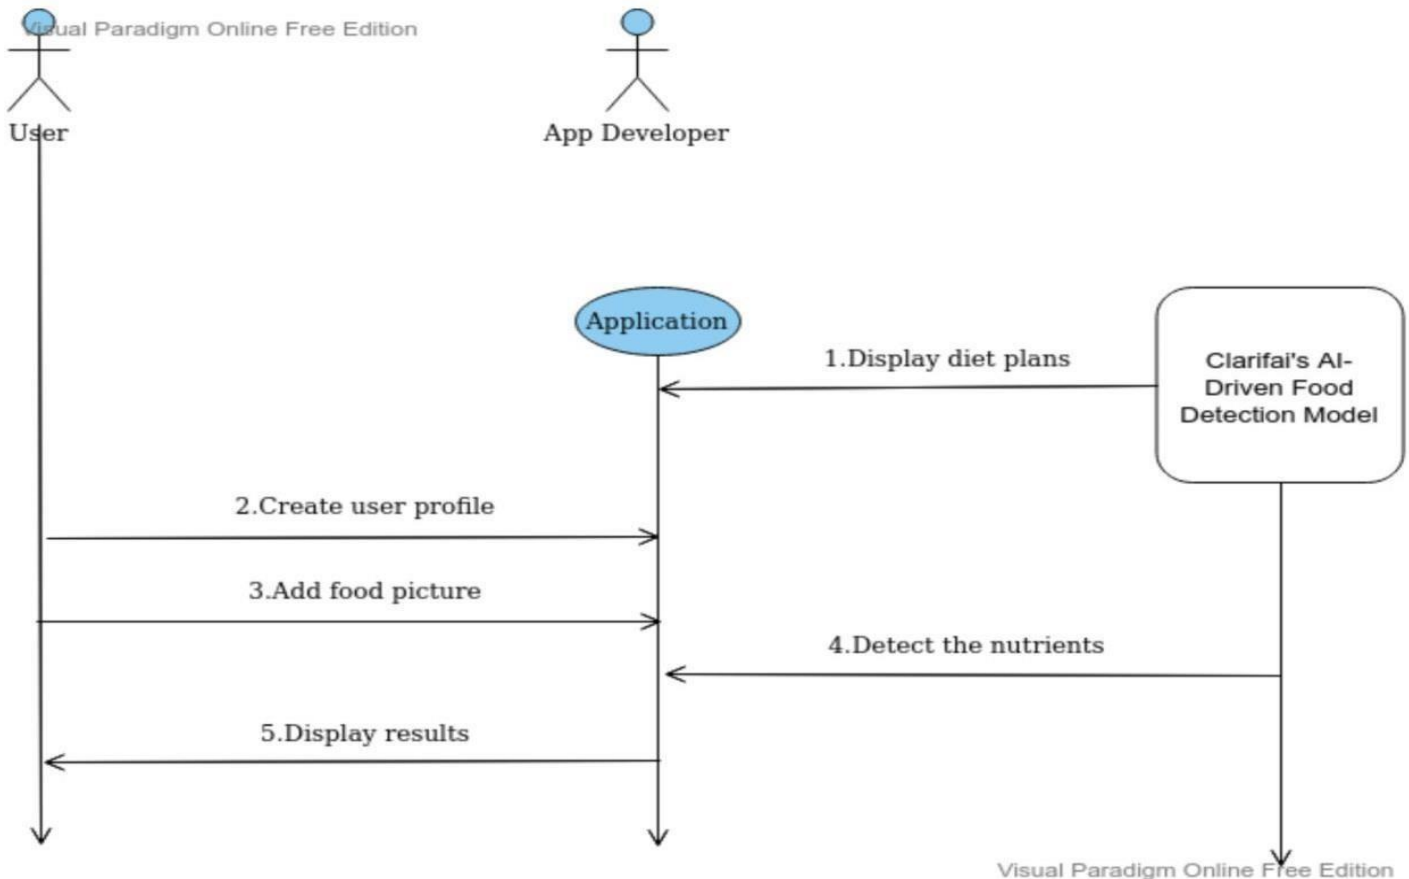 Visual Paradigm Online Free Edition
User
App Developer
Application
1.Display diet plans
Clarifai's AI-
Driven Food
Detection Model
2.Create user profile
3.Add food picture
4.Detect the nutrients
5.Display results
Visual Paradigm Online Free Edition